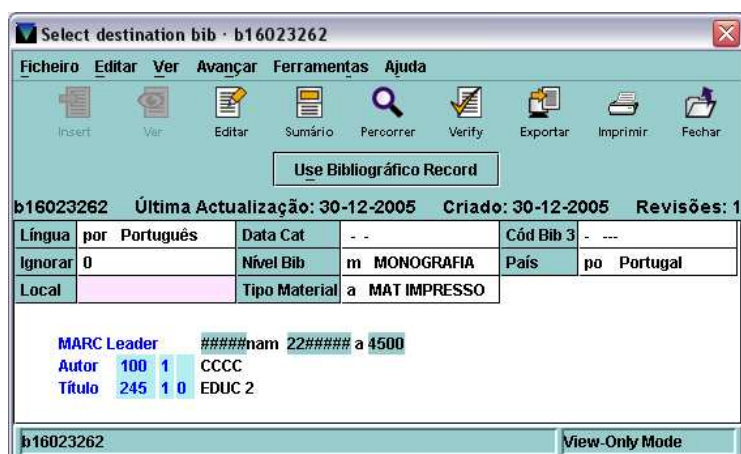 Select destination bib · b16023262
Ficheiro Editar Ver Avançar Ferramentas Ajuda
Insert Ver Editar Sumário Percorrer Verify Exportar Imprimir Fechar
Use Bibliográfico Record
b16023262 Última Actualização: 30-12-2005 Criado: 30-12-2005 Revisões: 1
Língua por Português Data Cat - - Cód Bib 3 - ---
Ignorar 0 Nível Bib m MONOGRAFIA País po Portugal
Local Tipo Material a MAT IMPRESSO
MARC Leader #####nam 22##### a 4500
Autor 100 1 CCCC
Título 245 1 0 EDUC 2
b16023262 View-Only Mode